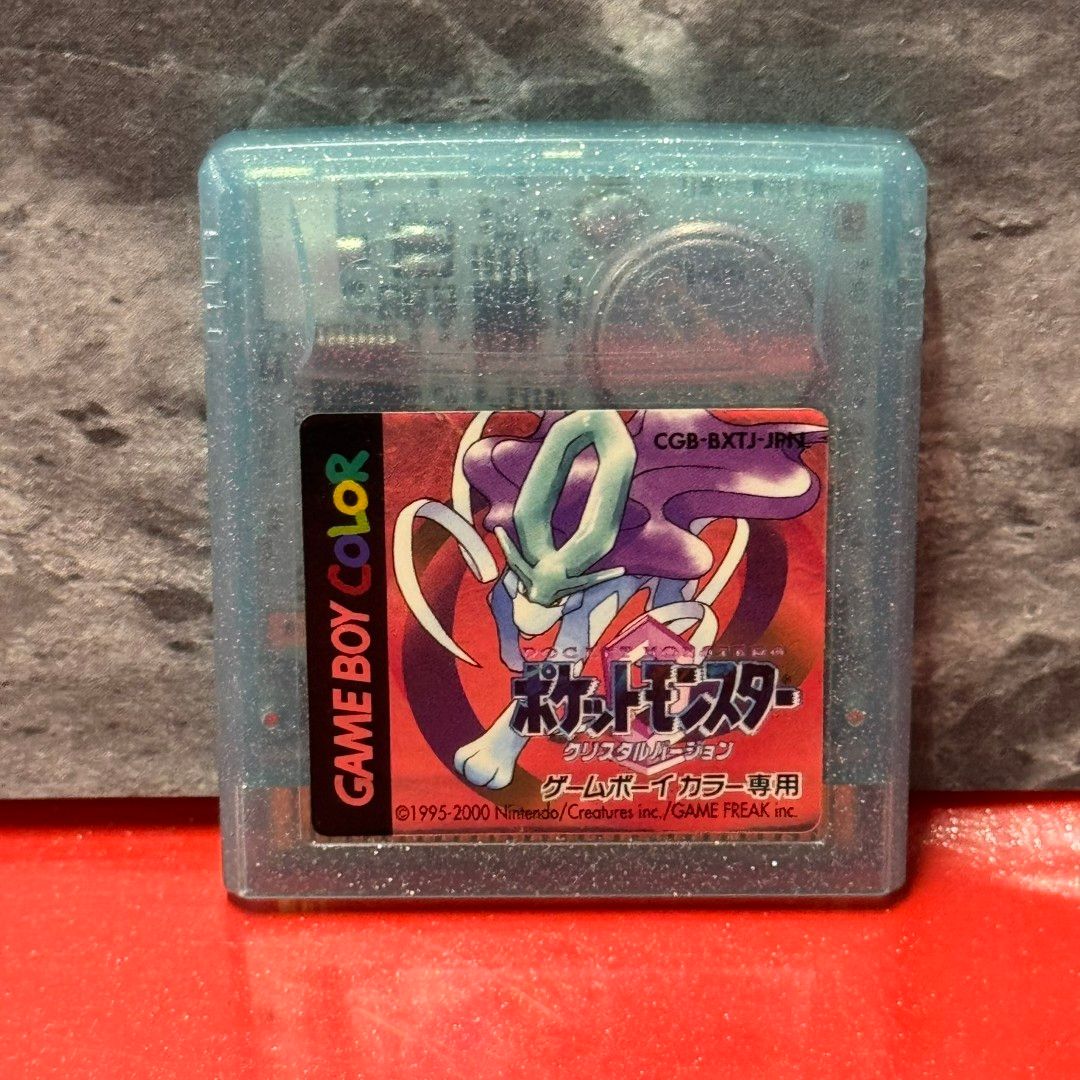 CGB-BXTJ-JPN
GAME BOY COLOR
POCKET MONSTERS
ポケットモンスター
クリスタルバージョン
ゲームボーイカラー専用
©1995-2000 Nintendo/Creatures inc./GAME FREAK inc.